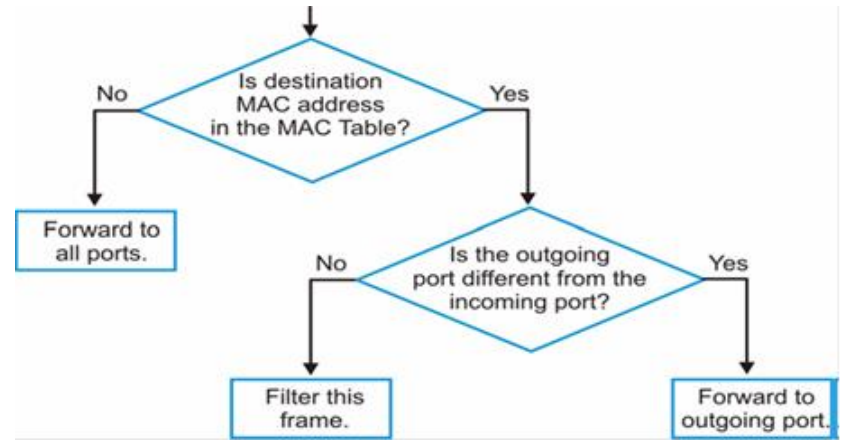 Is destination
MAC address
in the MAC Table?
No
Yes
Forward to
all ports.
Is the outgoing
port different from the
incoming port?
No
Yes
Filter this
frame.
Forward to
outgoing port.